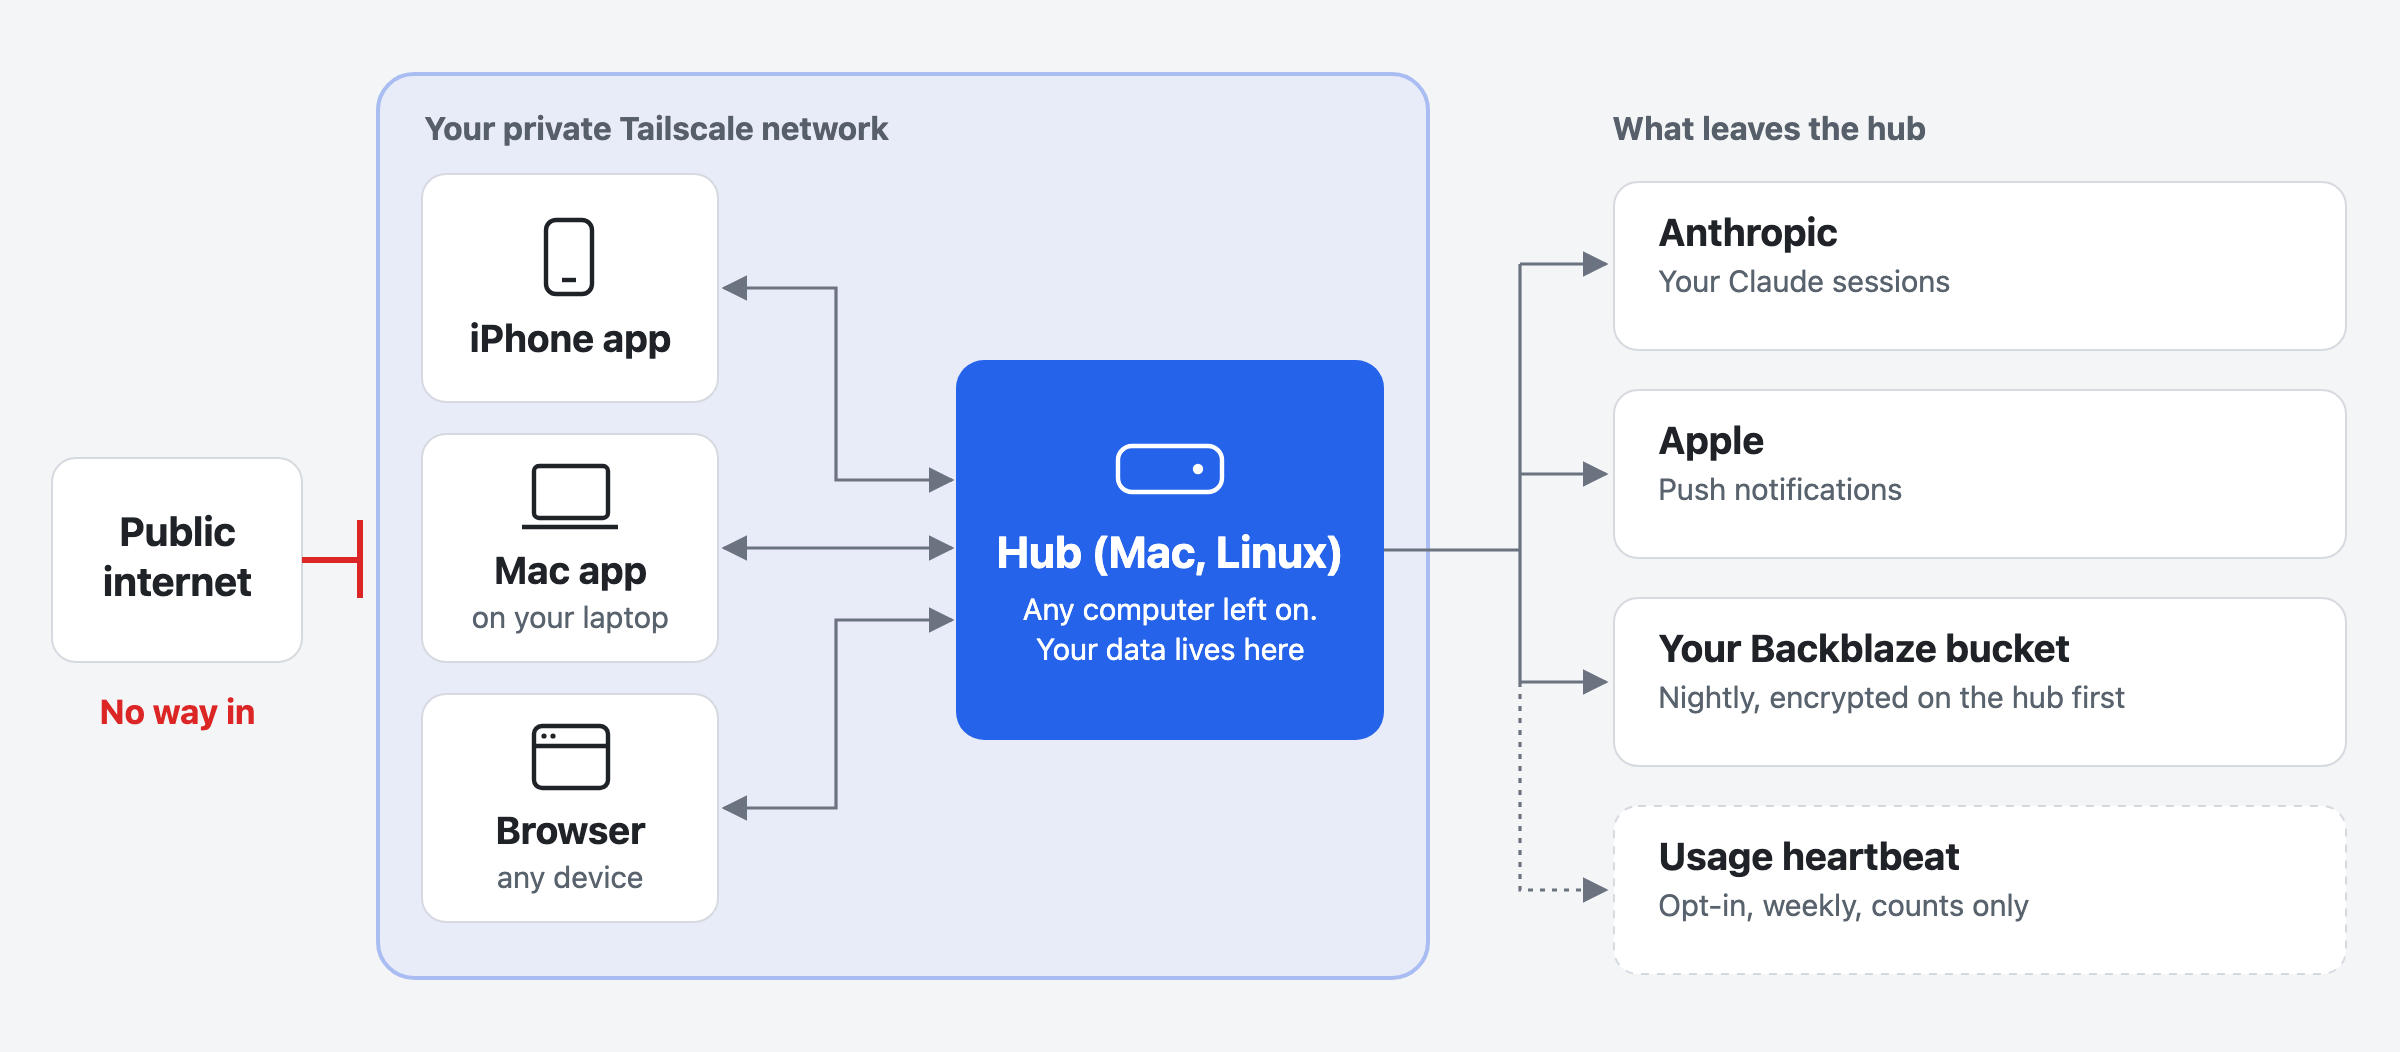 Your private Tailscale network
What leaves the hub
iPhone app
Mac app
on your laptop
Browser
any device
Public
internet
No way in
Hub (Mac, Linux)
Any computer left on.
Your data lives here
Anthropic
Your Claude sessions
Apple
Push notifications
Your Backblaze bucket
Nightly, encrypted on the hub first
Usage heartbeat
Opt-in, weekly, counts only